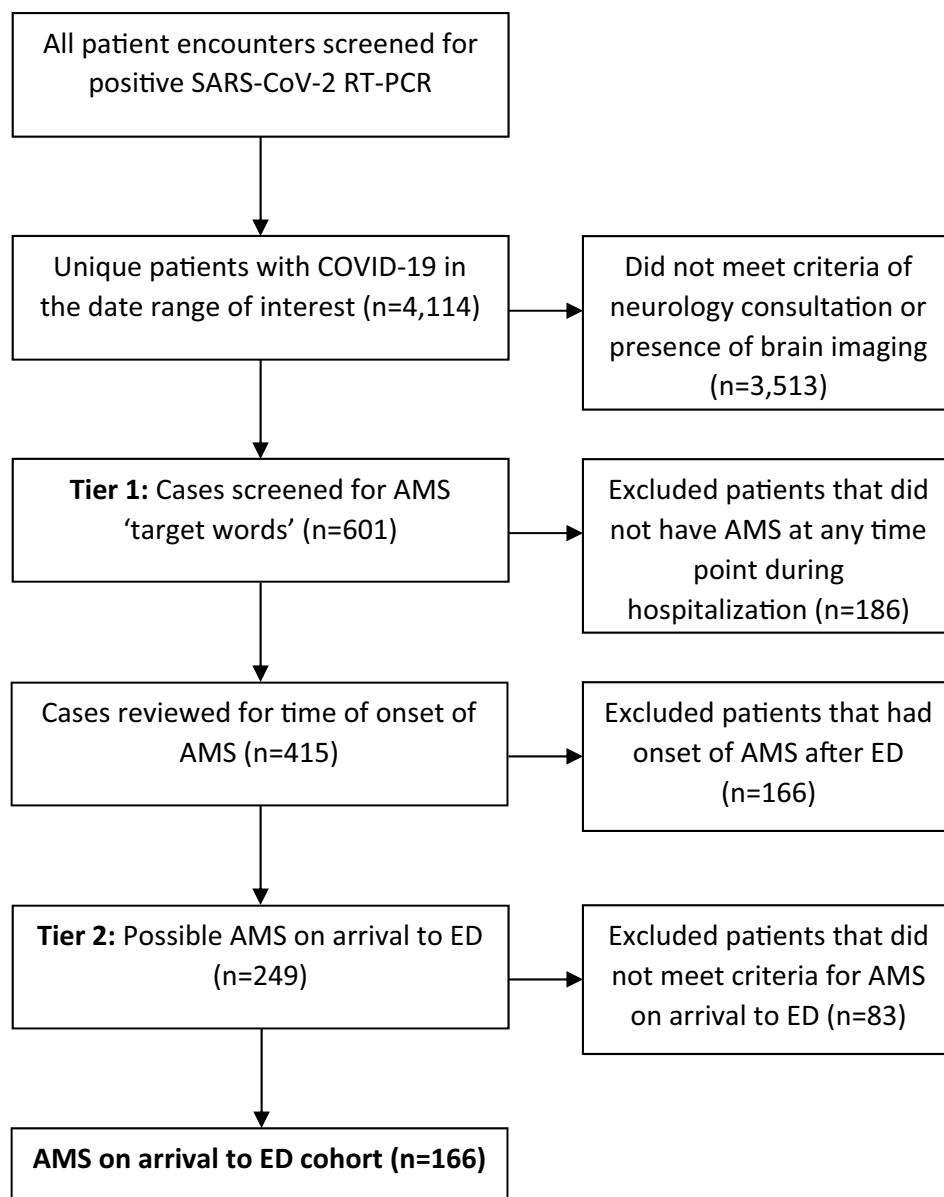 All patient encounters screened for
positive SARS-CoV-2 RT-PCR
Unique patients with COVID-19 in
the date range of interest (n=4,114)
Did not meet criteria of
neurology consultation or
presence of brain imaging
(n=3,513)
Tier 1: Cases screened for AMS
‘target words’ (n=601)
Excluded patients that did
not have AMS at any time
point during
hospitalization (n=186)
Cases reviewed for time of onset of
AMS (n=415)
Excluded patients that had
onset of AMS after ED
(n=166)
Tier 2: Possible AMS on arrival to ED
(n=249)
Excluded patients that did
not meet criteria for AMS
on arrival to ED (n=83)
AMS on arrival to ED cohort (n=166)